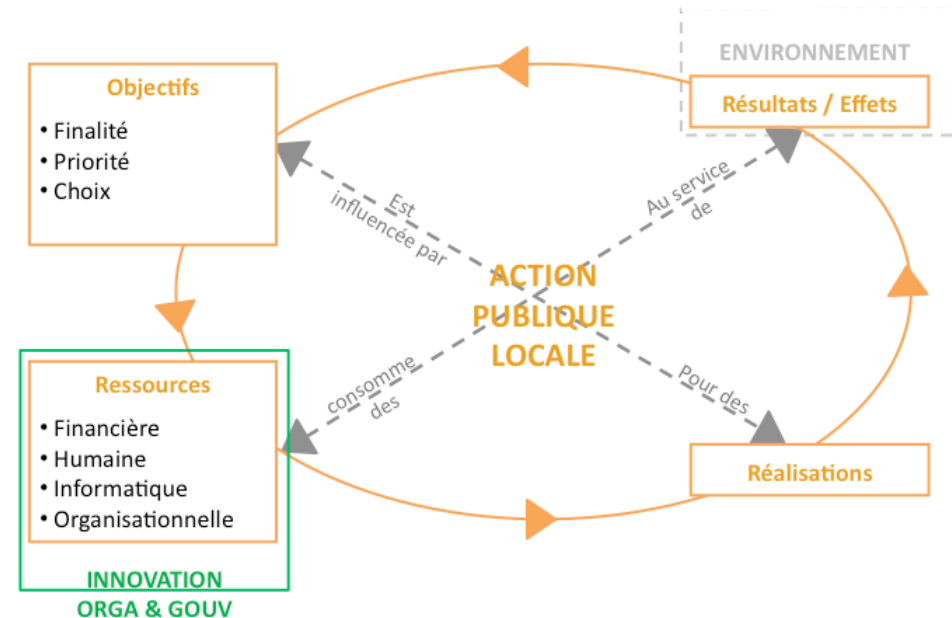 ENVIRONNEMENT
Résultats / Effets
Objectifs
• Finalité
• Priorité
• Choix
Est
influencée par
Au service
de
ACTION
PUBLIQUE
LOCALE
consomme
des
Pour des
Ressources
• Financière
• Humaine
• Informatique
• Organisationnelle
INNOVATION
ORGA & GOUV
Réalisations